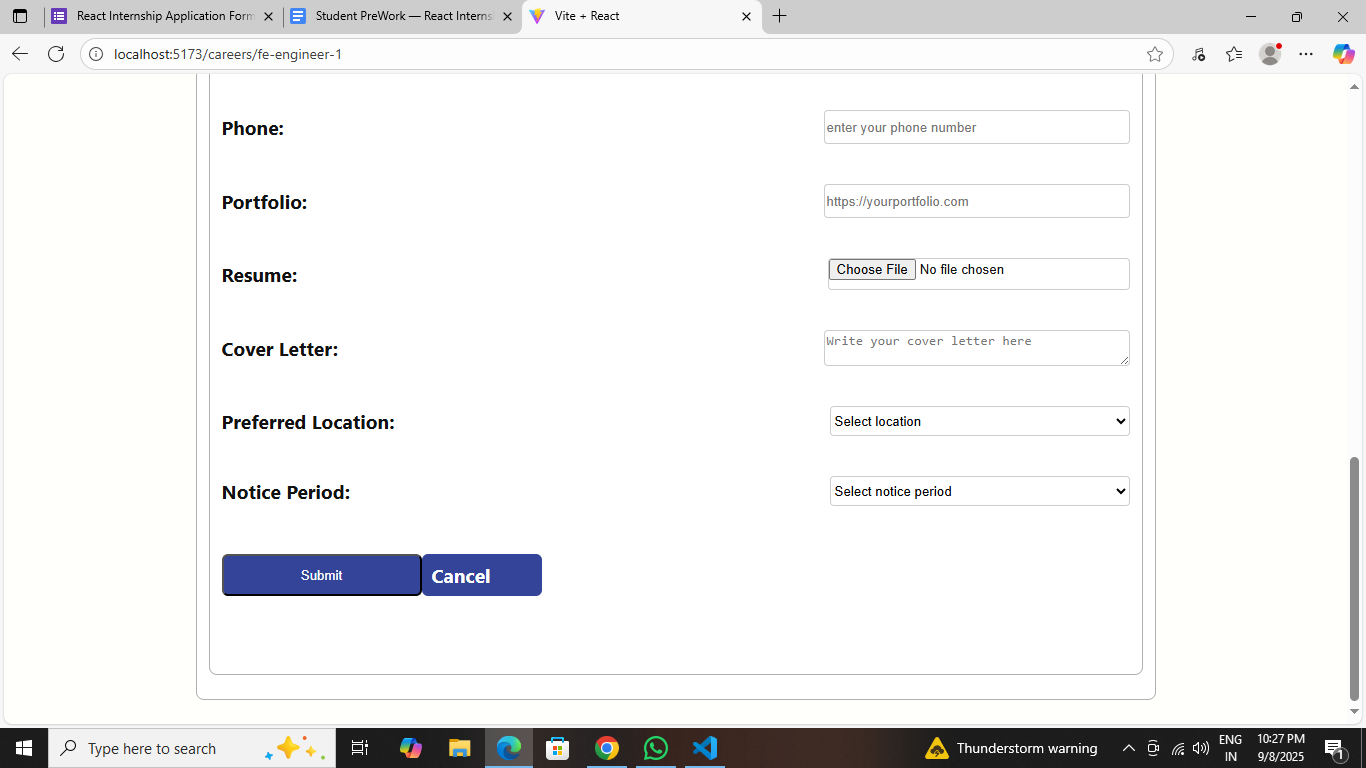 React Internship Application Form
Student PreWork — React Interns
Vite + React
localhost:5173/careers/fe-engineer-1
Phone:
enter your phone number
Portfolio:
https://yourportfolio.com
Resume:
Choose File No file chosen
Cover Letter:
Write your cover letter here
Preferred Location:
Select location
Notice Period:
Select notice period
Submit
Cancel
Type here to search
Thunderstorm warning
ENG
IN
10:27 PM
9/8/2025
1